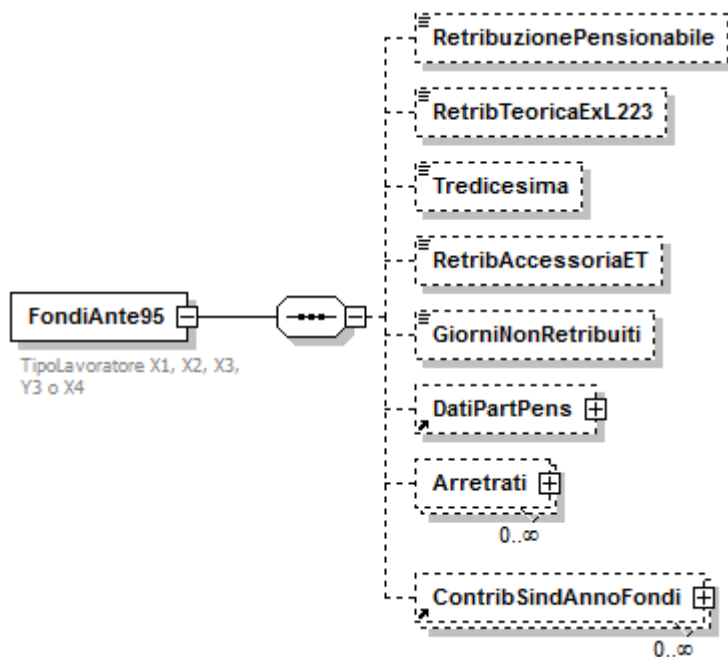 RetribuzionePensionabile
RetribTeoricaExL223
Tredicesima
RetribAccessoriaET
FondiAnte95
TipoLavoratore X1, X2, X3,
Y3 o X4
GiorniNonRetribuiti
DatiPartPens
Arretrati
0..∞
ContribSindAnnoFondi
0..∞